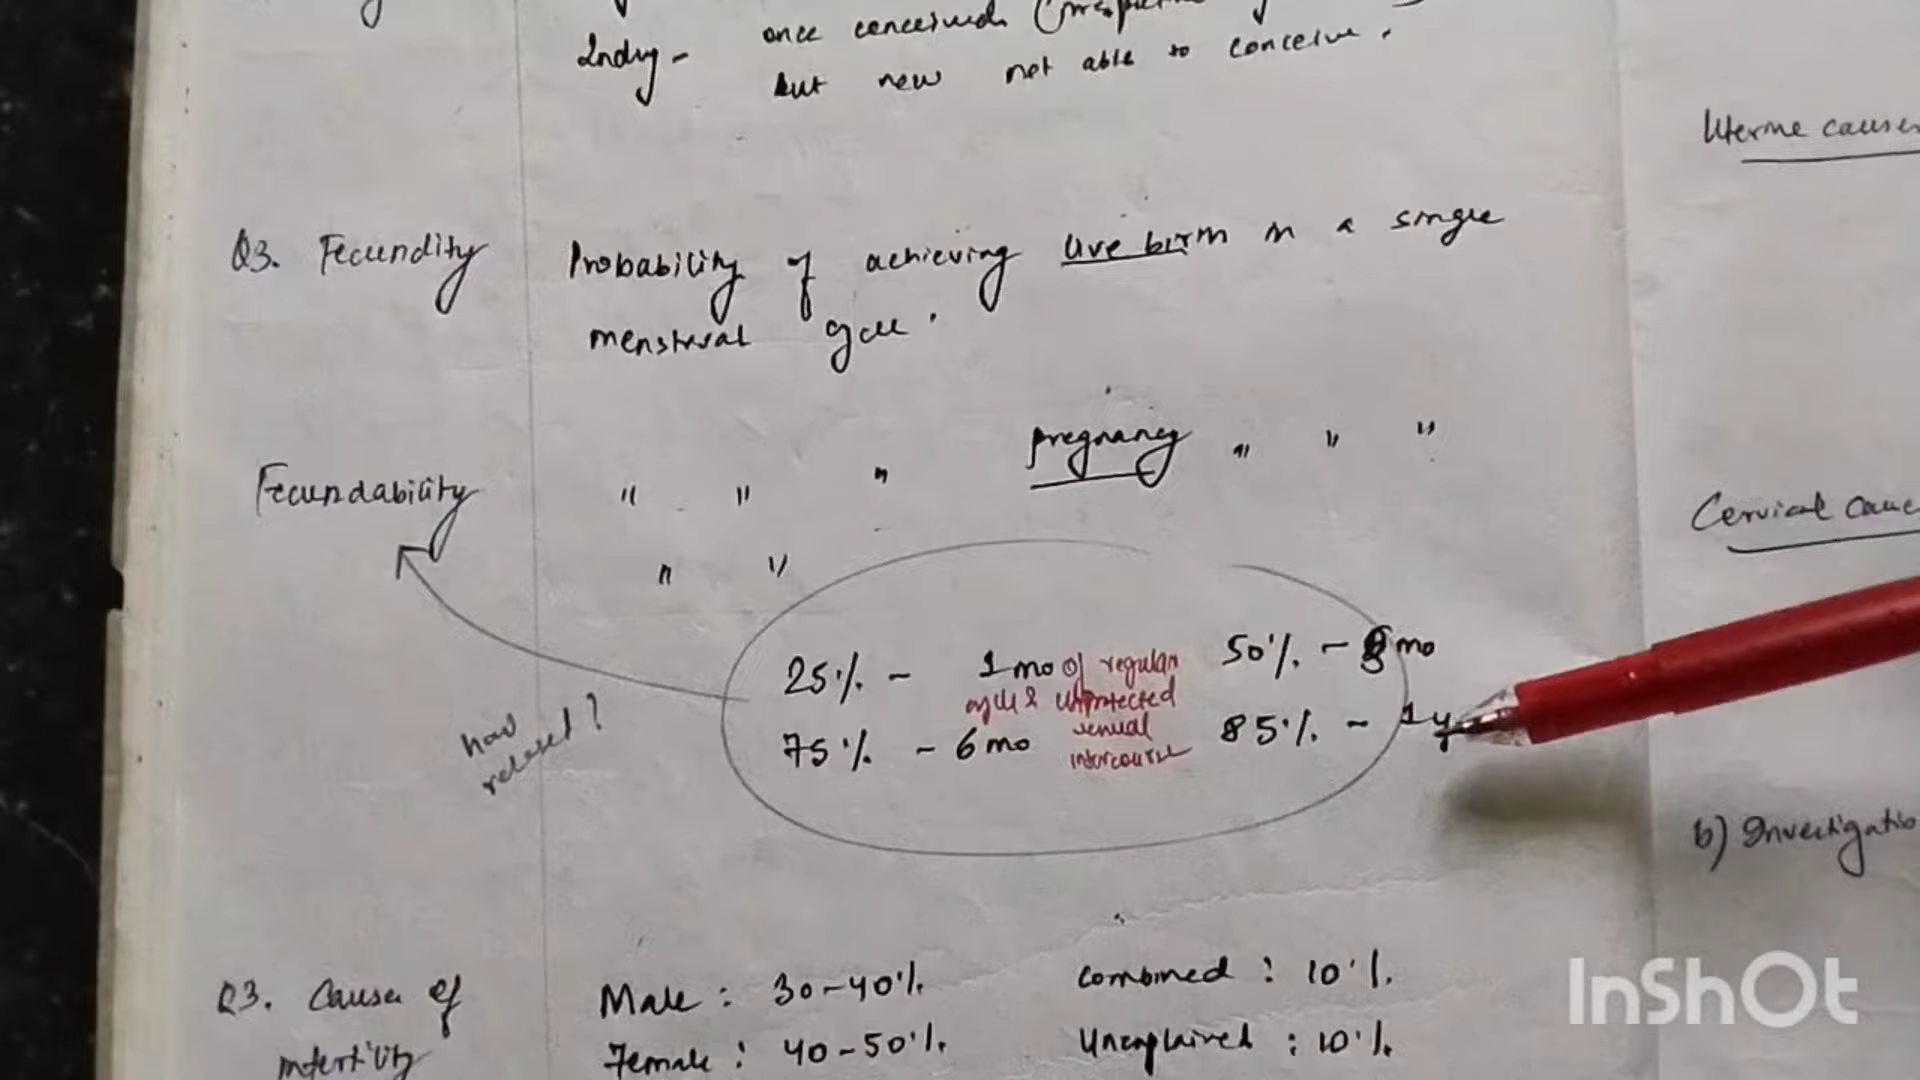 once conceived
2ndry - but now not able to conceive.
Uterine causes
Q3. Fecundity Probability of achieving live birth in a single
menstrual cycle.
Fecundability " " " pregnancy " " "
" "
25% - 1 mo of regular 50% - mo
cycle & unprotected
75% - 6 mo sexual 85% - 1 y
intercourse
how
related?
Cervical cause
b) Investigatio
Q3. Causes of Male: 30-40% Combined : 10%.
infertility Female: 40-50% Unexplained : 10%.
InShOt